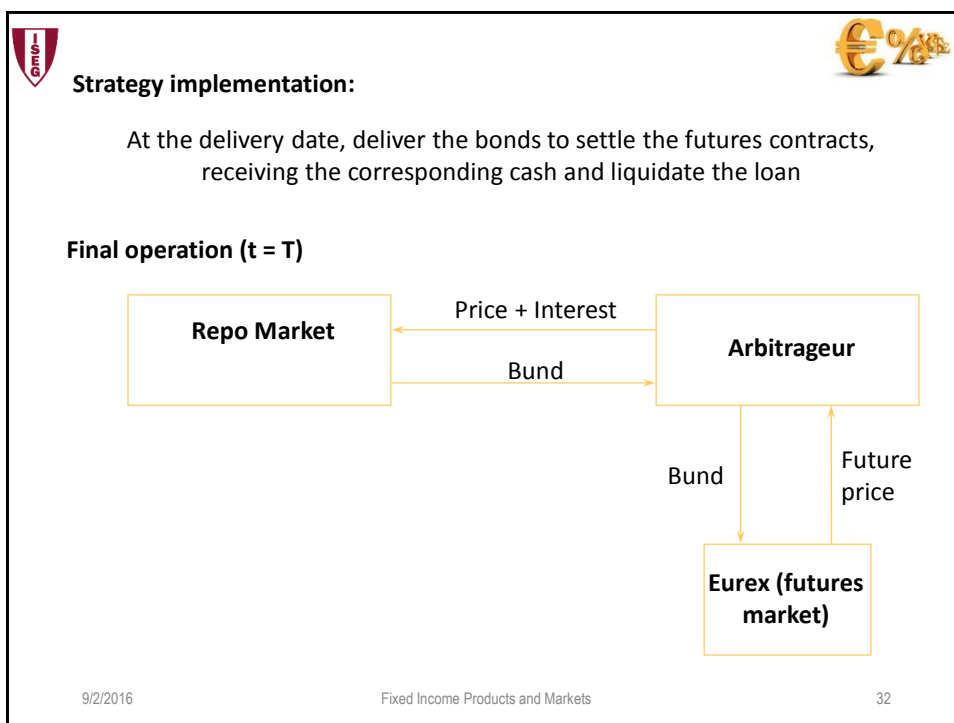 ISEG
Strategy implementation:
At the delivery date, deliver the bonds to settle the futures contracts,
receiving the corresponding cash and liquidate the loan
Final operation (t = T)
Repo Market
Price + Interest
Bund
Arbitrageur
Bund
Future
price
Eurex (futures
market)
9/2/2016
Fixed Income Products and Markets
32